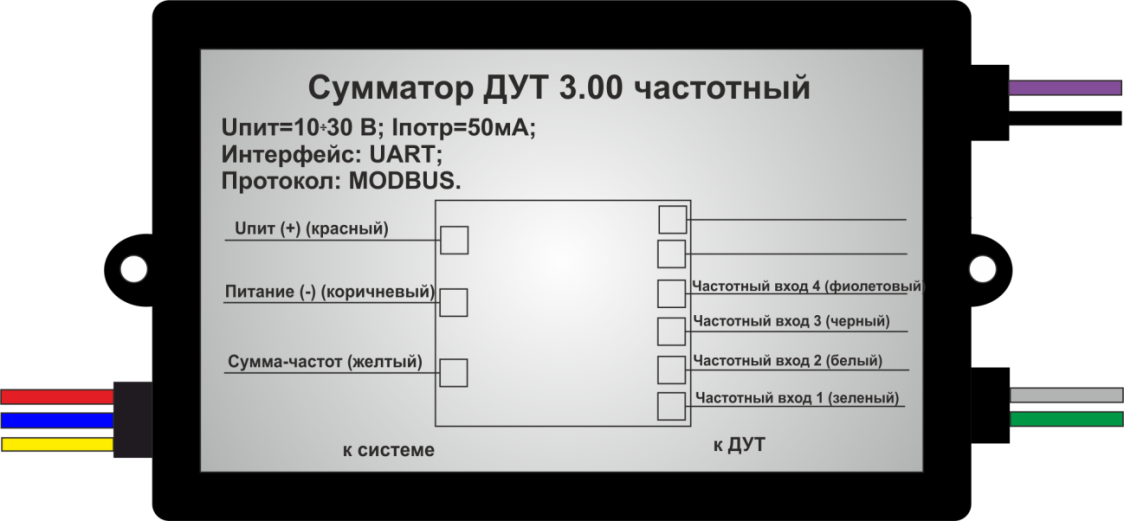 Сумматор ДУТ 3.00 частотный
Uпит=10÷30 В; Iпотр=50мА;
Интерфейс: UART;
Протокол: MODBUS.
Uпит (+) (красный)
Питание (-) (коричневый)
Сумма-частот (желтый)
к системе
Частотный вход 4 (фиолетовый)
Частотный вход 3 (черный)
Частотный вход 2 (белый)
Частотный вход 1 (зеленый)
к ДУТ